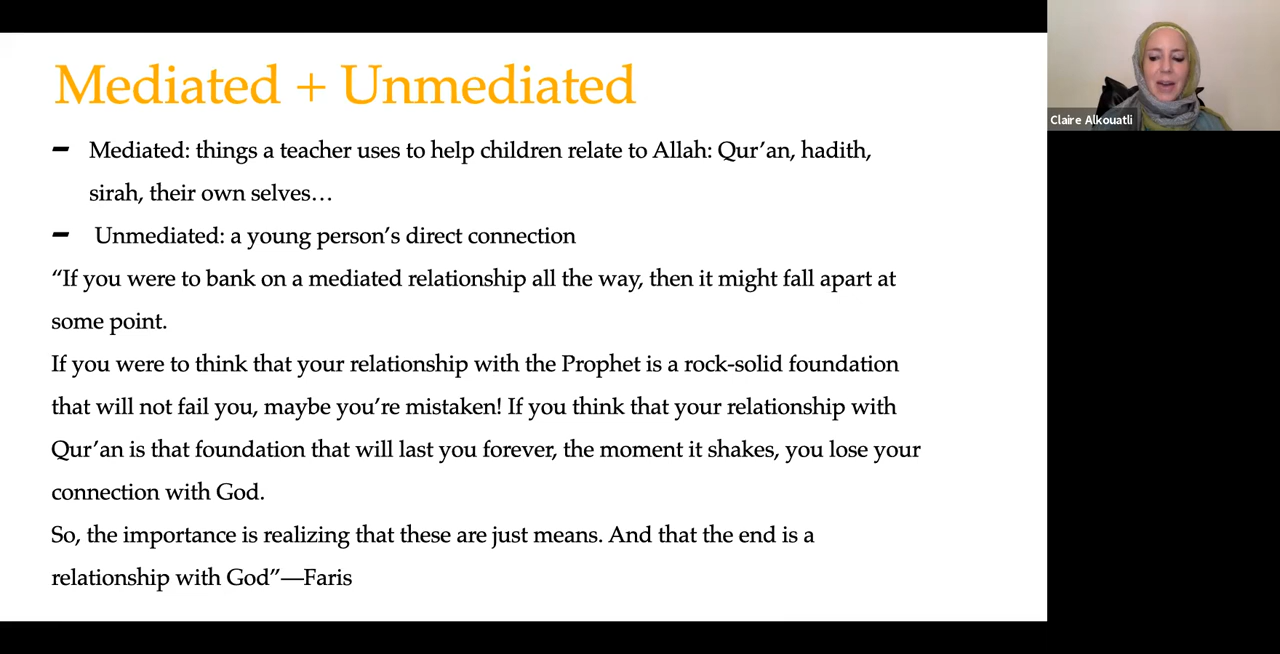 Mediated + Unmediated
– Mediated: things a teacher uses to help children relate to Allah: Qur’an, hadith,
sirah, their own selves…
– Unmediated: a young person’s direct connection
“If you were to bank on a mediated relationship all the way, then it might fall apart at
some point.
If you were to think that your relationship with the Prophet is a rock-solid foundation
that will not fail you, maybe you’re mistaken! If you think that your relationship with
Qur’an is that foundation that will last you forever, the moment it shakes, you lose your
connection with God.
So, the importance is realizing that these are just means. And that the end is a
relationship with God”—Faris
Claire Alkouatli